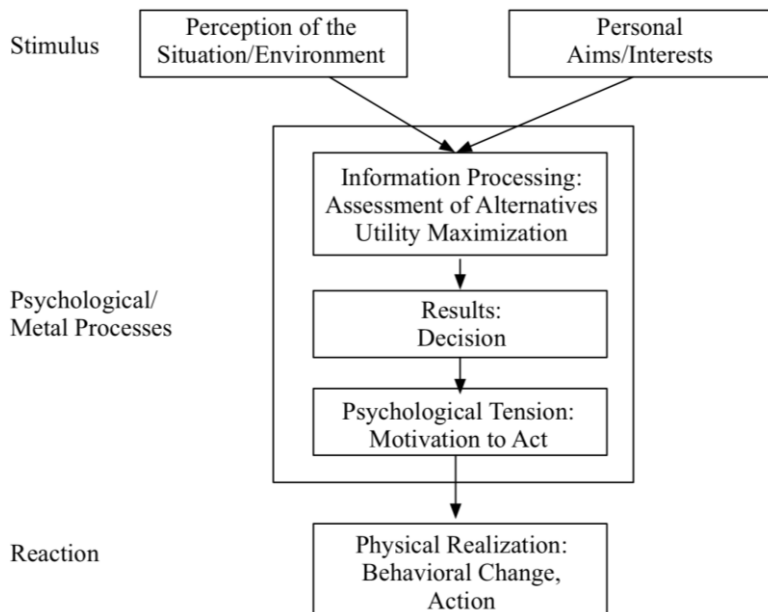 Stimulus
Perception of the
Situation/Environment
Personal
Aims/Interests
Information Processing:
Assessment of Alternatives
Utility Maximization
Psychological/
Metal Processes
Results:
Decision
Psychological Tension:
Motivation to Act
Reaction
Physical Realization:
Behavioral Change,
Action